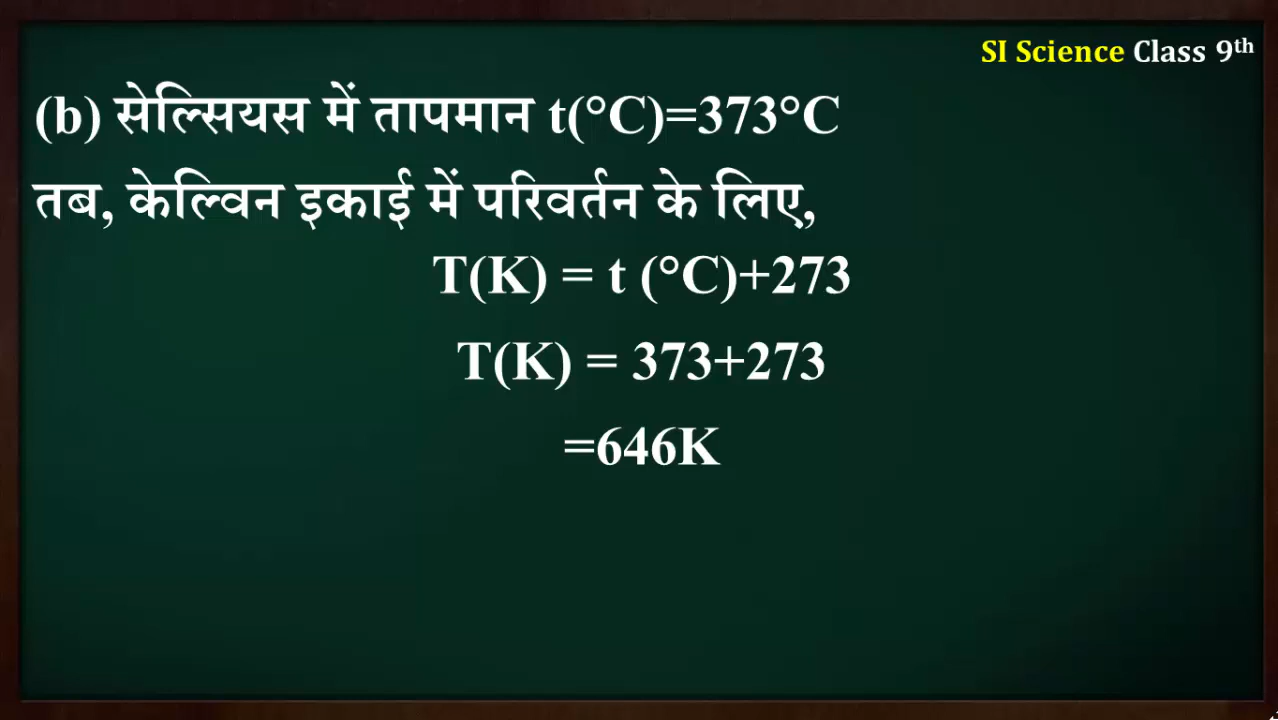 SI Science Class 9th
(b) सेल्सियस में तापमान t(°C)=373°C
तब, केल्विन इकाई में परिवर्तन के लिए,
T(K) = t (°C)+273
T(K) = 373+273
=646K